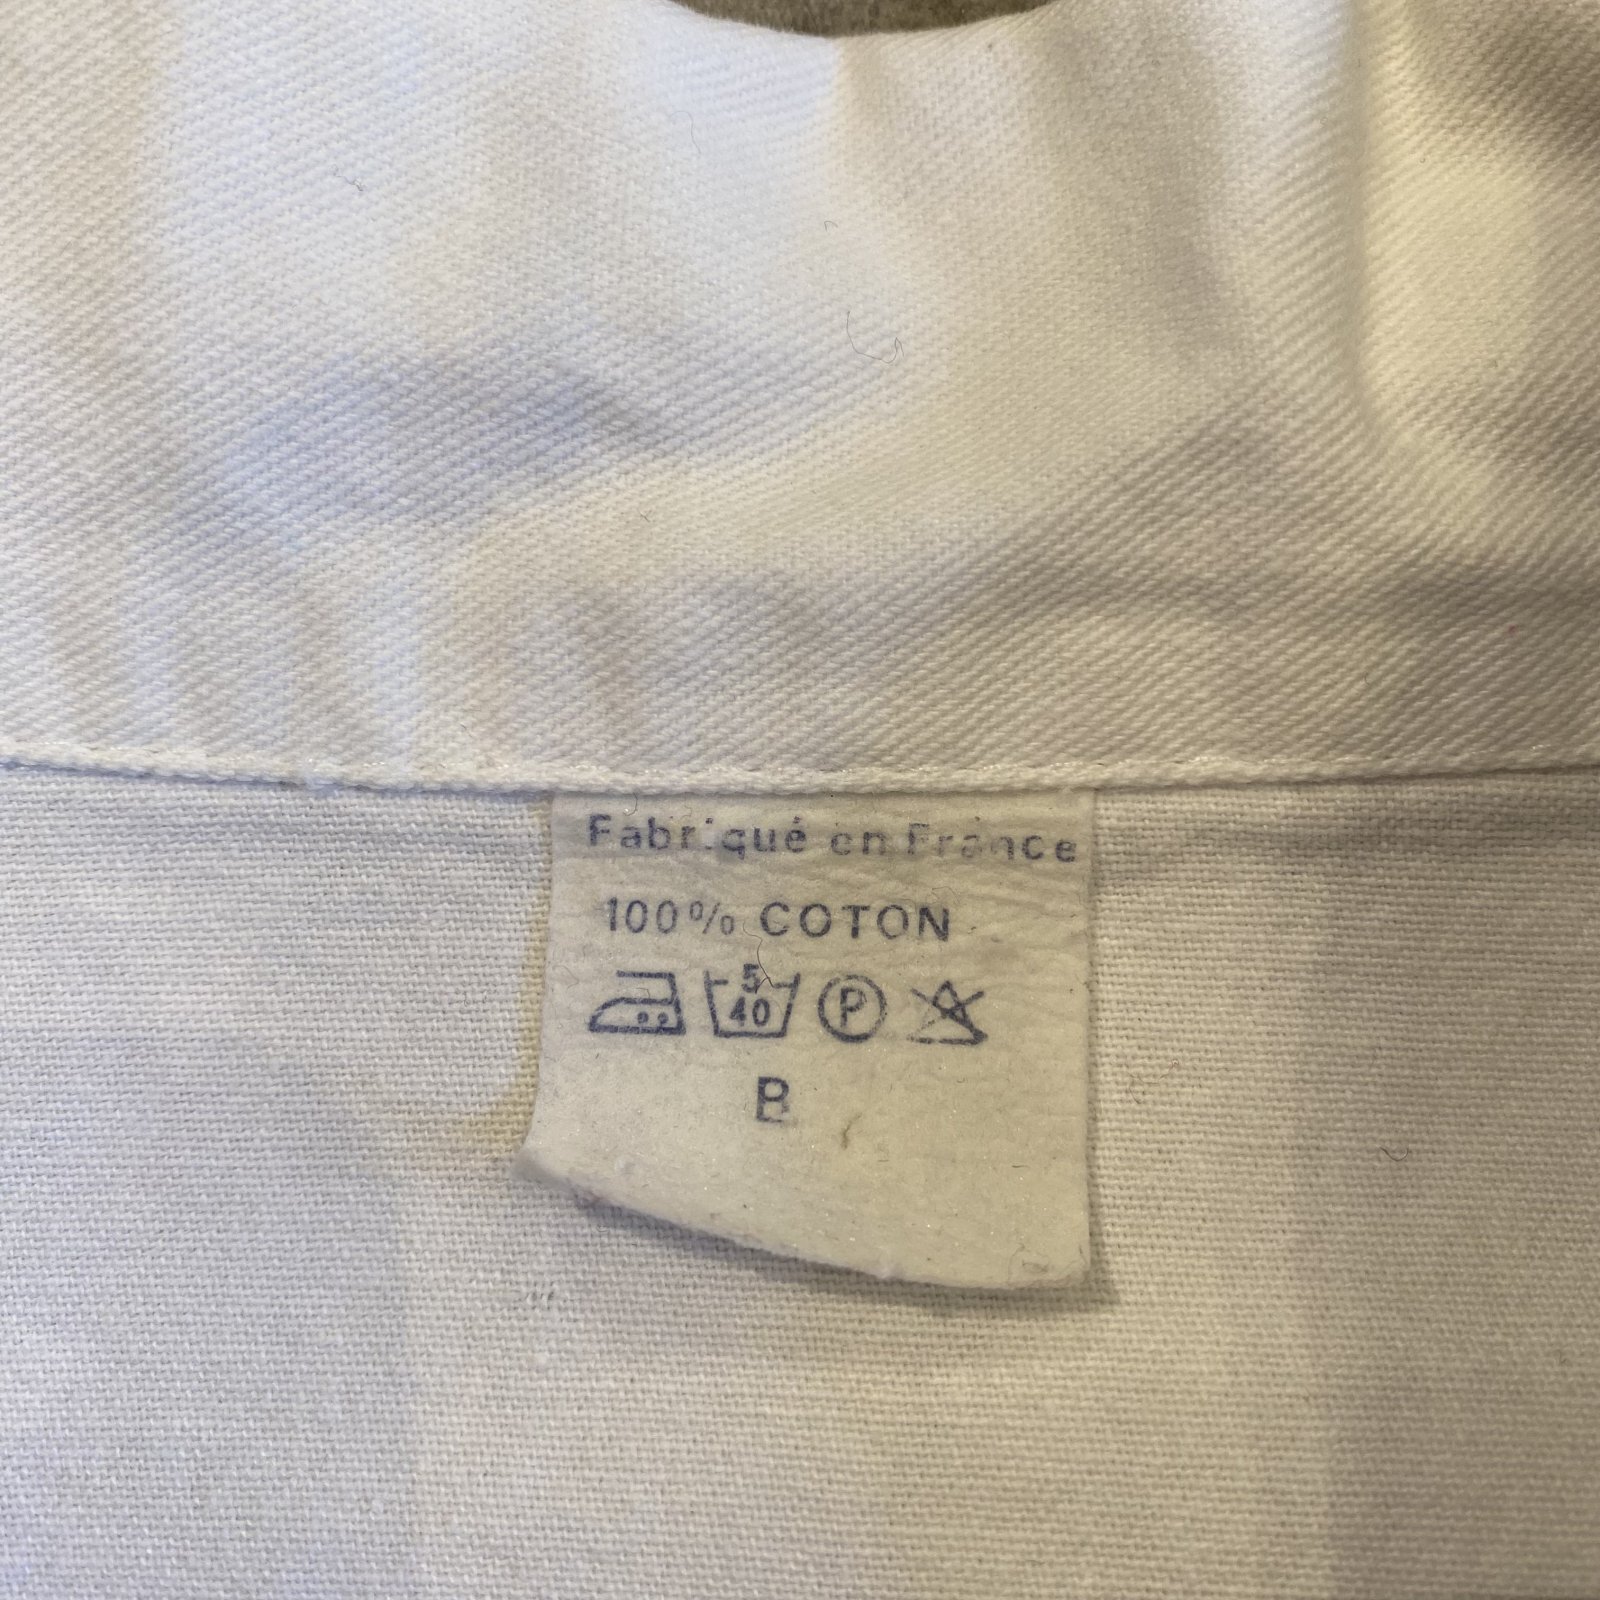 Fabriqué en France
100% COTON
5
40 P
B